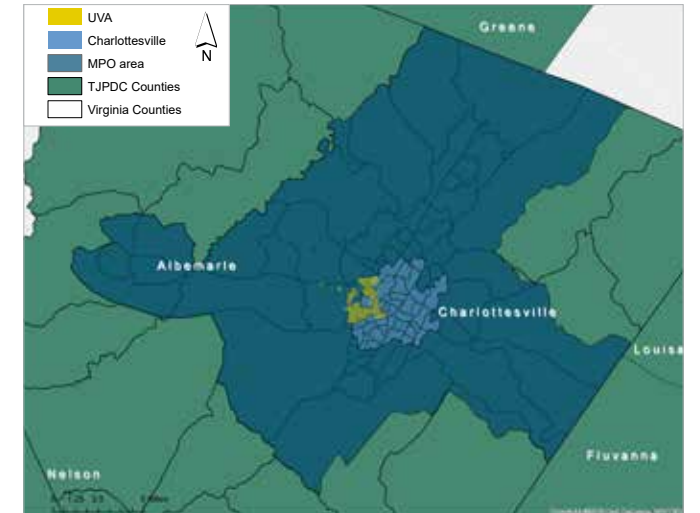 UVA
Charlottesville
MPO area
TJPDC Counties
Virginia Counties
N
Greene
Albemarle
Charlottesville
Louisa
Fluvanna
Nelson